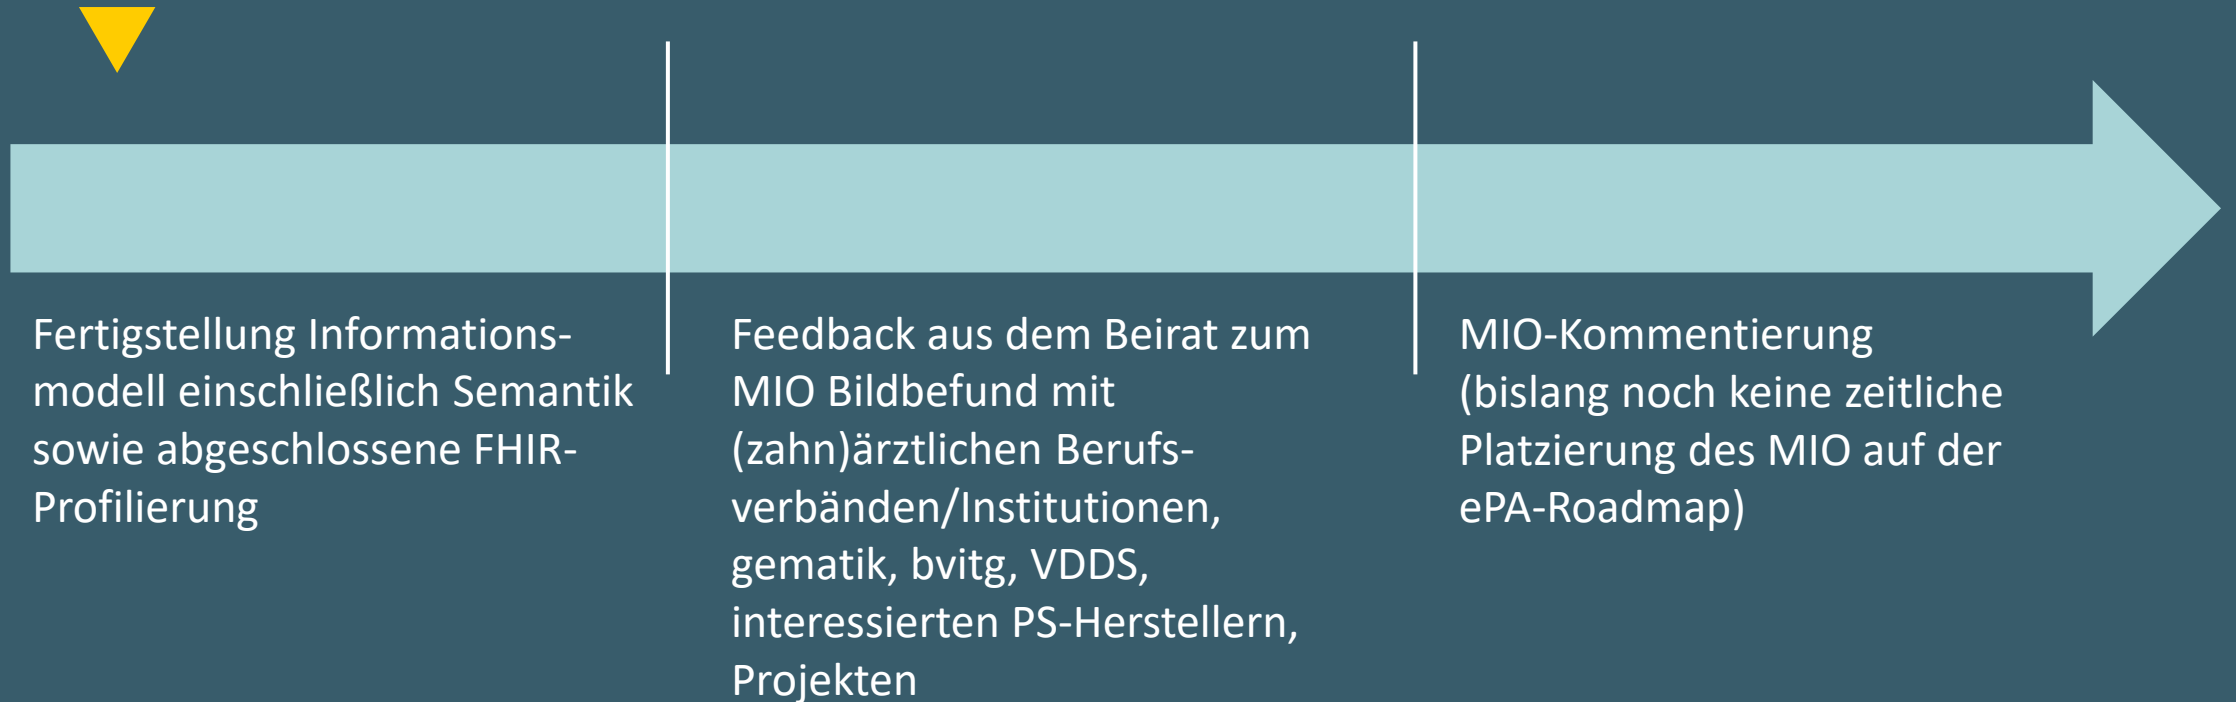 Fertigstellung Informations-
modell einschließlich Semantik
sowie abgeschlossene FHIR-
Profilierung
Feedback aus dem Beirat zum
MIO Bildbefund mit
(zahn)ärztlichen Berufs-
verbänden/Institutionen,
gematik, bvitg, VDDS,
interessierten PS-Herstellern,
Projekten
MIO-Kommentierung
(bislang noch keine zeitliche
Platzierung des MIO auf der
ePA-Roadmap)